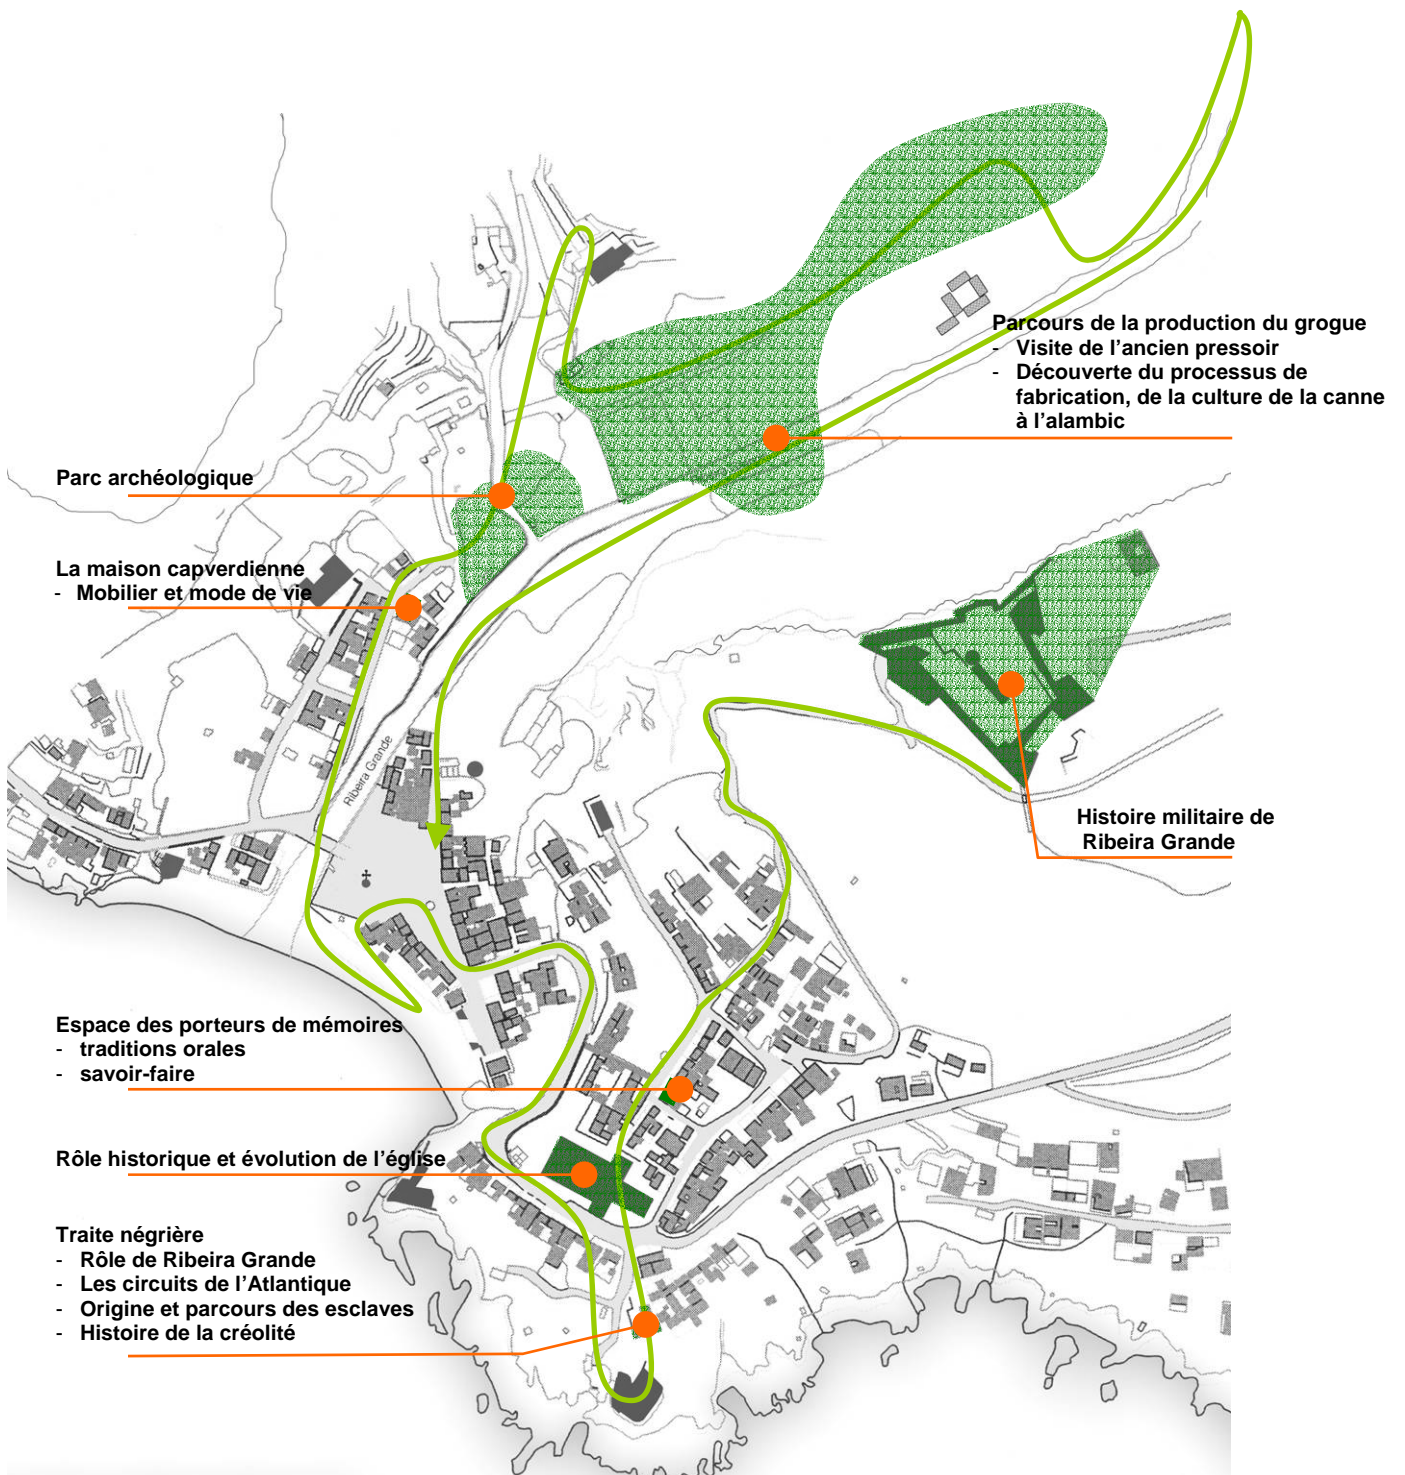 Parcours de la production du grogue
- Visite de l'ancien pressoir
- Découverte du processus de
fabrication, de la culture de la canne
à l'alambic
Parc archéologique
La maison capverdienne
- Mobilier et mode de vie
Ribeira Grande
Histoire militaire de
Ribeira Grande
Espace des porteurs de mémoires
- traditions orales
- savoir-faire
Rôle historique et évolution de l'église
Traite négrière
- Rôle de Ribeira Grande
- Les circuits de l'Atlantique
- Origine et parcours des esclaves
- Histoire de la créolité